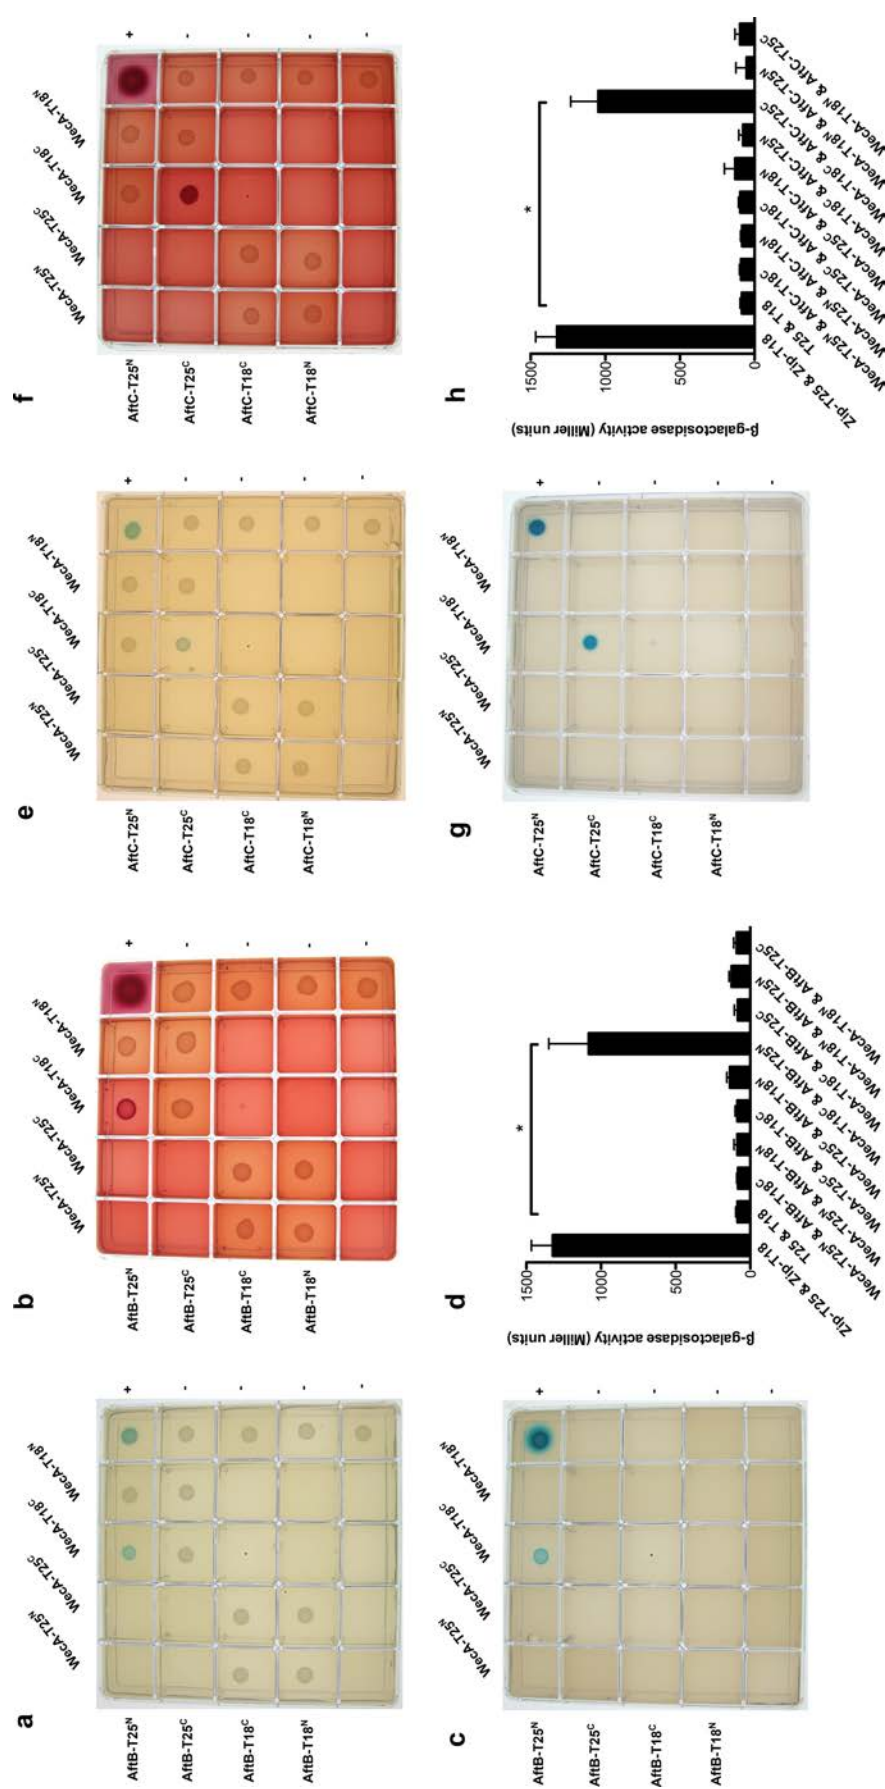 a
WecA-T25ᴺ
WecA-T25ᶜ
WecA-T18ᶜ
WecA-T18ᴺ
AftB-T25ᴺ
AftB-T25ᶜ
AftB-T18ᶜ
AftB-T18ᴺ
+
-
-
-
-
b
WecA-T25ᴺ
WecA-T25ᶜ
WecA-T18ᶜ
WecA-T18ᴺ
AftB-T25ᴺ
AftB-T25ᶜ
AftB-T18ᶜ
AftB-T18ᴺ
+
-
-
-
-
e
WecA-T25ᴺ
WecA-T25ᶜ
WecA-T18ᶜ
WecA-T18ᴺ
AftC-T25ᴺ
AftC-T25ᶜ
AftC-T18ᶜ
AftC-T18ᴺ
+
-
-
-
-
f
WecA-T25ᴺ
WecA-T25ᶜ
WecA-T18ᶜ
WecA-T18ᴺ
AftC-T25ᴺ
AftC-T25ᶜ
AftC-T18ᶜ
AftC-T18ᴺ
+
-
-
-
-
c
WecA-T25ᴺ
WecA-T25ᶜ
WecA-T18ᶜ
WecA-T18ᴺ
AftB-T25ᴺ
AftB-T25ᶜ
AftB-T18ᶜ
AftB-T18ᴺ
+
-
-
-
-
d
β-galactosidase activity (Miller units)
1500
1000
500
0
*
Zip-T25 & Zip-T18
T25 & T18
WecA-T25ᴺ & AftB-T18ᶜ
WecA-T25ᴺ & AftB-T18ᴺ
WecA-T25ᶜ & AftB-T18ᶜ
WecA-T25ᶜ & AftB-T18ᴺ
WecA-T18ᶜ & AftB-T25ᴺ
WecA-T18ᶜ & AftB-T25ᶜ
WecA-T18ᴺ & AftB-T25ᴺ
WecA-T18ᴺ & AftB-T25ᶜ
g
WecA-T25ᴺ
WecA-T25ᶜ
WecA-T18ᶜ
WecA-T18ᴺ
AftC-T25ᴺ
AftC-T25ᶜ
AftC-T18ᶜ
AftC-T18ᴺ
+
-
-
-
-
h
β-galactosidase activity (Miller units)
1500
1000
500
0
*
Zip-T25 & Zip-T18
T25 & T18
WecA-T25ᴺ & AftC-T18ᶜ
WecA-T25ᴺ & AftC-T18ᴺ
WecA-T25ᶜ & AftC-T18ᶜ
WecA-T25ᶜ & AftC-T18ᴺ
WecA-T18ᶜ & AftC-T25ᴺ
WecA-T18ᶜ & AftC-T25ᶜ
WecA-T18ᴺ & AftC-T25ᴺ
WecA-T18ᴺ & AftC-T25ᶜ